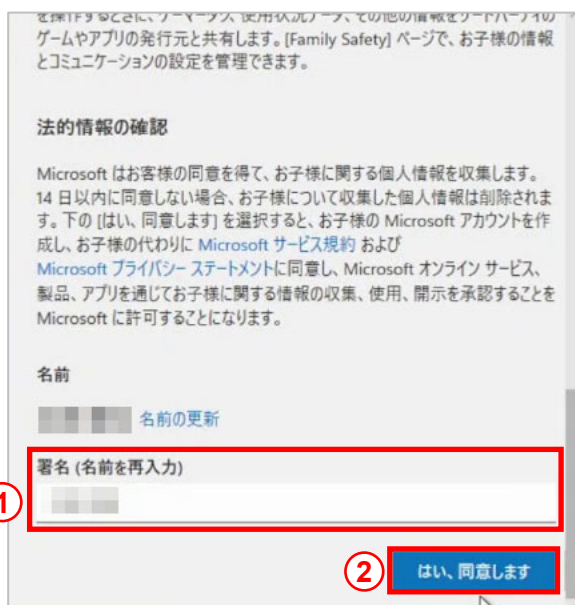 を操作するときに、ゲーマータグ、使用状況データ、その他の情報をサードパーティの
ゲームやアプリの発行元と共有します。[Family Safety] ページで、お子様の情報
とコミュニケーションの設定を管理できます。
法的情報の確認
Microsoft はお客様の同意を得て、お子様に関する個人情報を収集します。
14 日以内に同意しない場合、お子様について収集した個人情報は削除されま
す。下の [はい、同意します] を選択すると、お子様の Microsoft アカウントを作
成し、お子様の代わりに Microsoft サービス規約 および
Microsoft プライバシー ステートメントに同意し、Microsoft オンライン サービス、
製品、アプリを通じてお子様に関する情報の収集、使用、開示を承認することを
Microsoft に許可することになります。
名前
名前の更新
署名 (名前を再入力)
1
2 はい、同意します